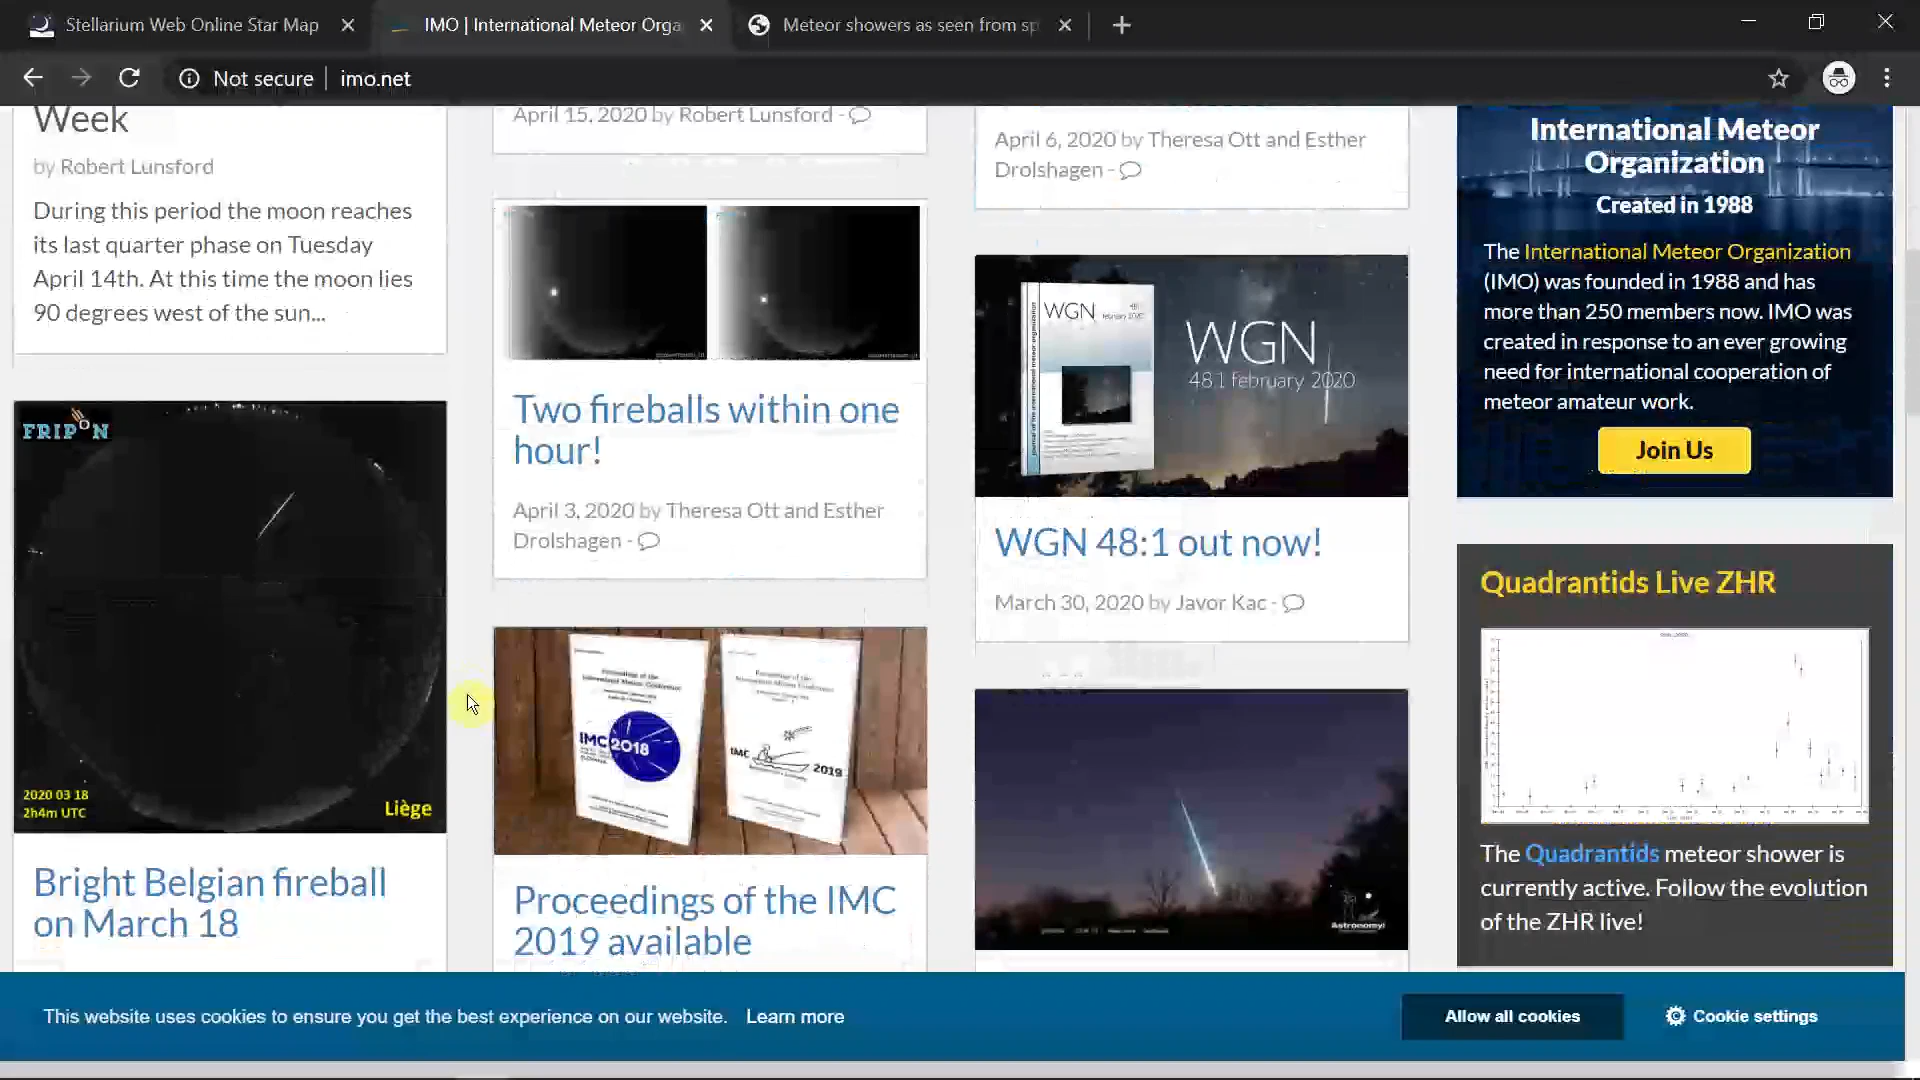 Stellarium Web Online Star Map
IMO | International Meteor Orga
Meteor showers as seen from sp
Not secure
imo.net
Week
by Robert Lunsford
During this period the moon reaches
its last quarter phase on Tuesday
April 14th. At this time the moon lies
90 degrees west of the sun...
FRIPON
2020 03 18
2h4m UTC
Liège
Bright Belgian fireball
on March 18
April 15, 2020 by Robert Lunsford -
Two fireballs within one
hour!
April 3, 2020 by Theresa Ott and Esther
Drolshagen -
IMC 2018
IMC
2019
Proceedings of the IMC
2019 available
April 6, 2020 by Theresa Ott and Esther
Drolshagen -
WGN
february 2020
WGN
48:1 february 2020
WGN 48:1 out now!
March 30, 2020 by Javor Kac -
Astronomy!
International Meteor
Organization
Created in 1988
The International Meteor Organization
(IMO) was founded in 1988 and has
more than 250 members now. IMO was
created in response to an ever growing
need for international cooperation of
meteor amateur work.
Join Us
Quadrantids Live ZHR
The Quadrantids meteor shower is
currently active. Follow the evolution
of the ZHR live!
This website uses cookies to ensure you get the best experience on our website. Learn more
Allow all cookies
Cookie settings